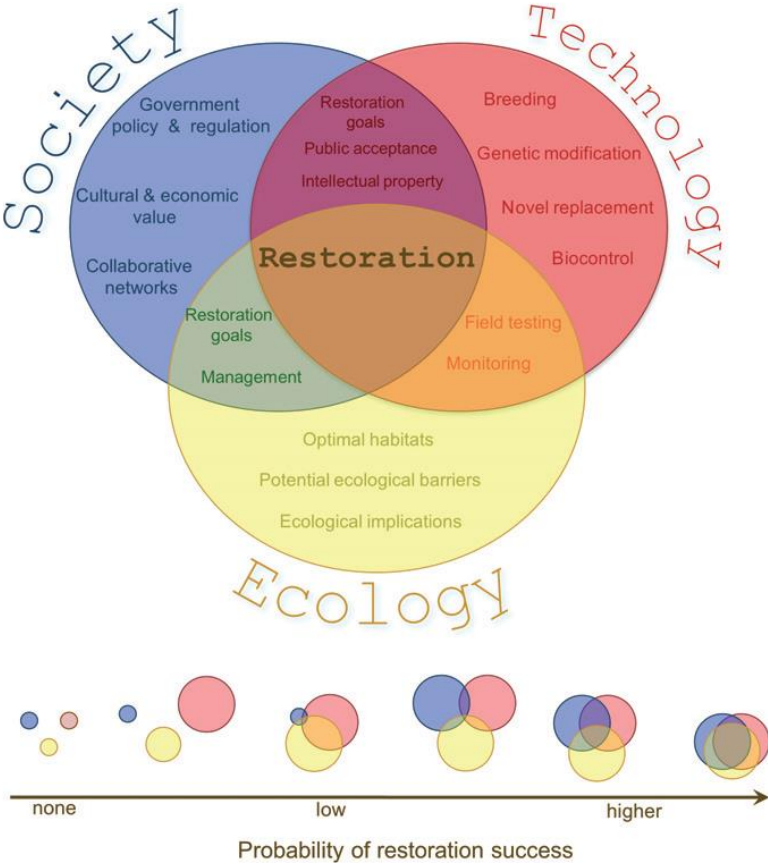 Society
Technology
Government
policy & regulation
Cultural & economic
value
Collaborative
networks
Restoration
goals
Public acceptance
Intellectual property
Breeding
Genetic modification
Novel replacement
Biocontrol
Restoration
Restoration
goals
Management
Field testing
Monitoring
Optimal habitats
Potential ecological barriers
Ecological implications
Ecology
none low higher
Probability of restoration success